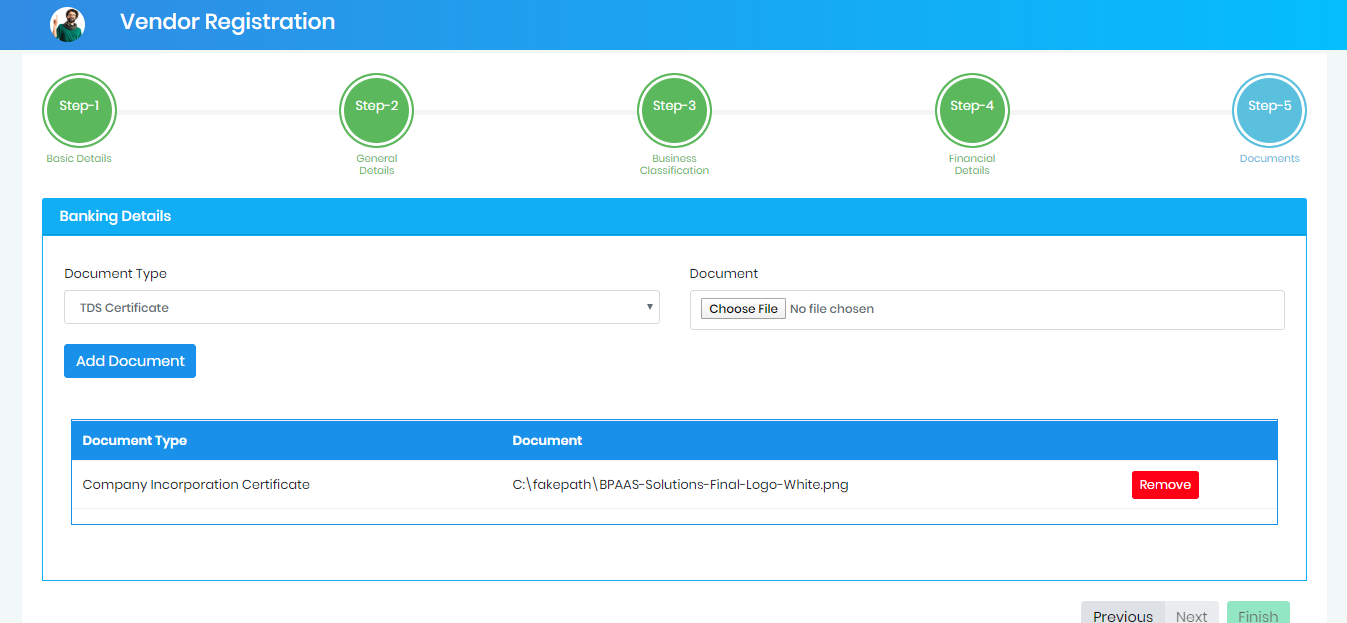 Vendor Registration
Step-1
Step-2
Step-3
Step-4
Step-5
Basic Details
General
Details
Business
Classification
Financial
Details
Documents
Banking Details
Document Type
Document
TDS Certificate
Choose File No file chosen
Add Document
Document Type
Document
Company Incorporation Certificate
C:\fakepath\BPAAS-Solutions-Final-Logo-White.png
Remove
Previous
Next
Finish